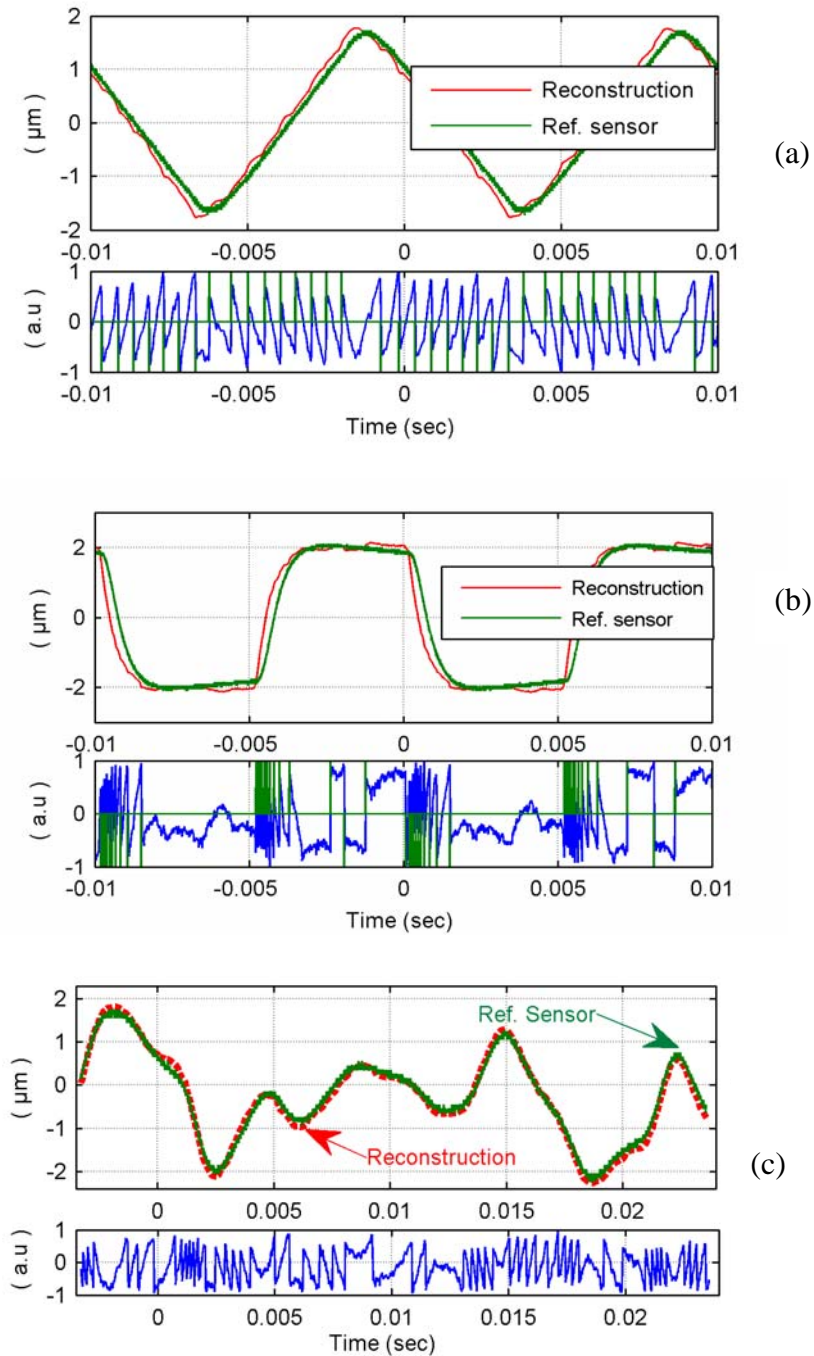 2
1
0
-1
-2
( µm )
Reconstruction
Ref. sensor
(a)
-0.01 -0.005 0 0.005 0.01
1
0
-1
( a.u )
-0.01 -0.005 0 0.005 0.01
Time (sec)
2
0
-2
( µm )
Reconstruction
Ref. sensor
(b)
-0.01 -0.005 0 0.005 0.01
1
0
-1
( a.u )
-0.01 -0.005 0 0.005 0.01
Time (sec)
2
1
0
-1
-2
( µm )
Ref. Sensor
Reconstruction
(c)
0 0.005 0.01 0.015 0.02
1
0
-1
( a.u )
0 0.005 0.01 0.015 0.02
Time (sec)